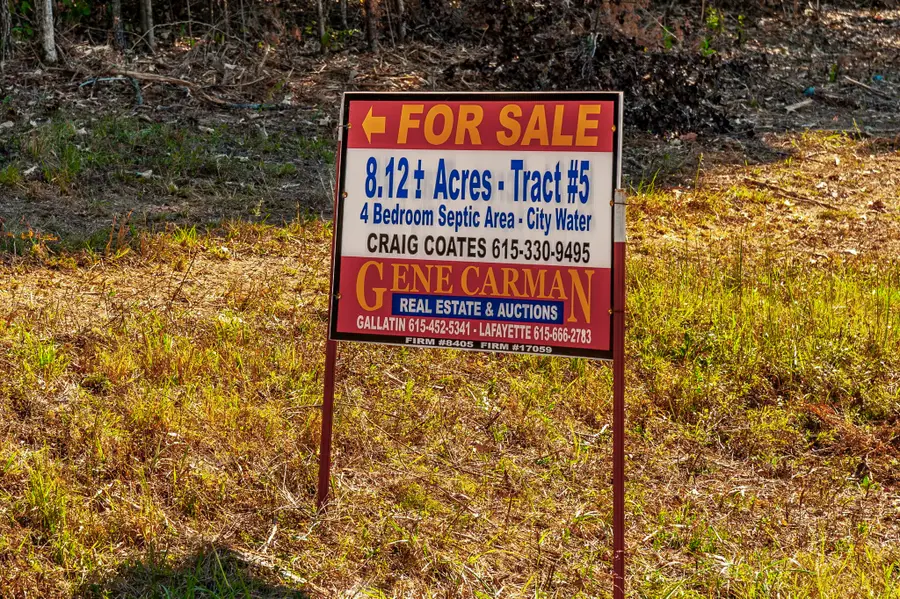 ← FOR SALE
8.12± Acres - Tract #5
4 Bedroom Septic Area - City Water
CRAIG COATES 615-330-9495
GENE CARMAN
REAL ESTATE & AUCTIONS
GALLATIN 615-452-5341 - LAFAYETTE 615-666-2783
FIRM #8405 FIRM #17059